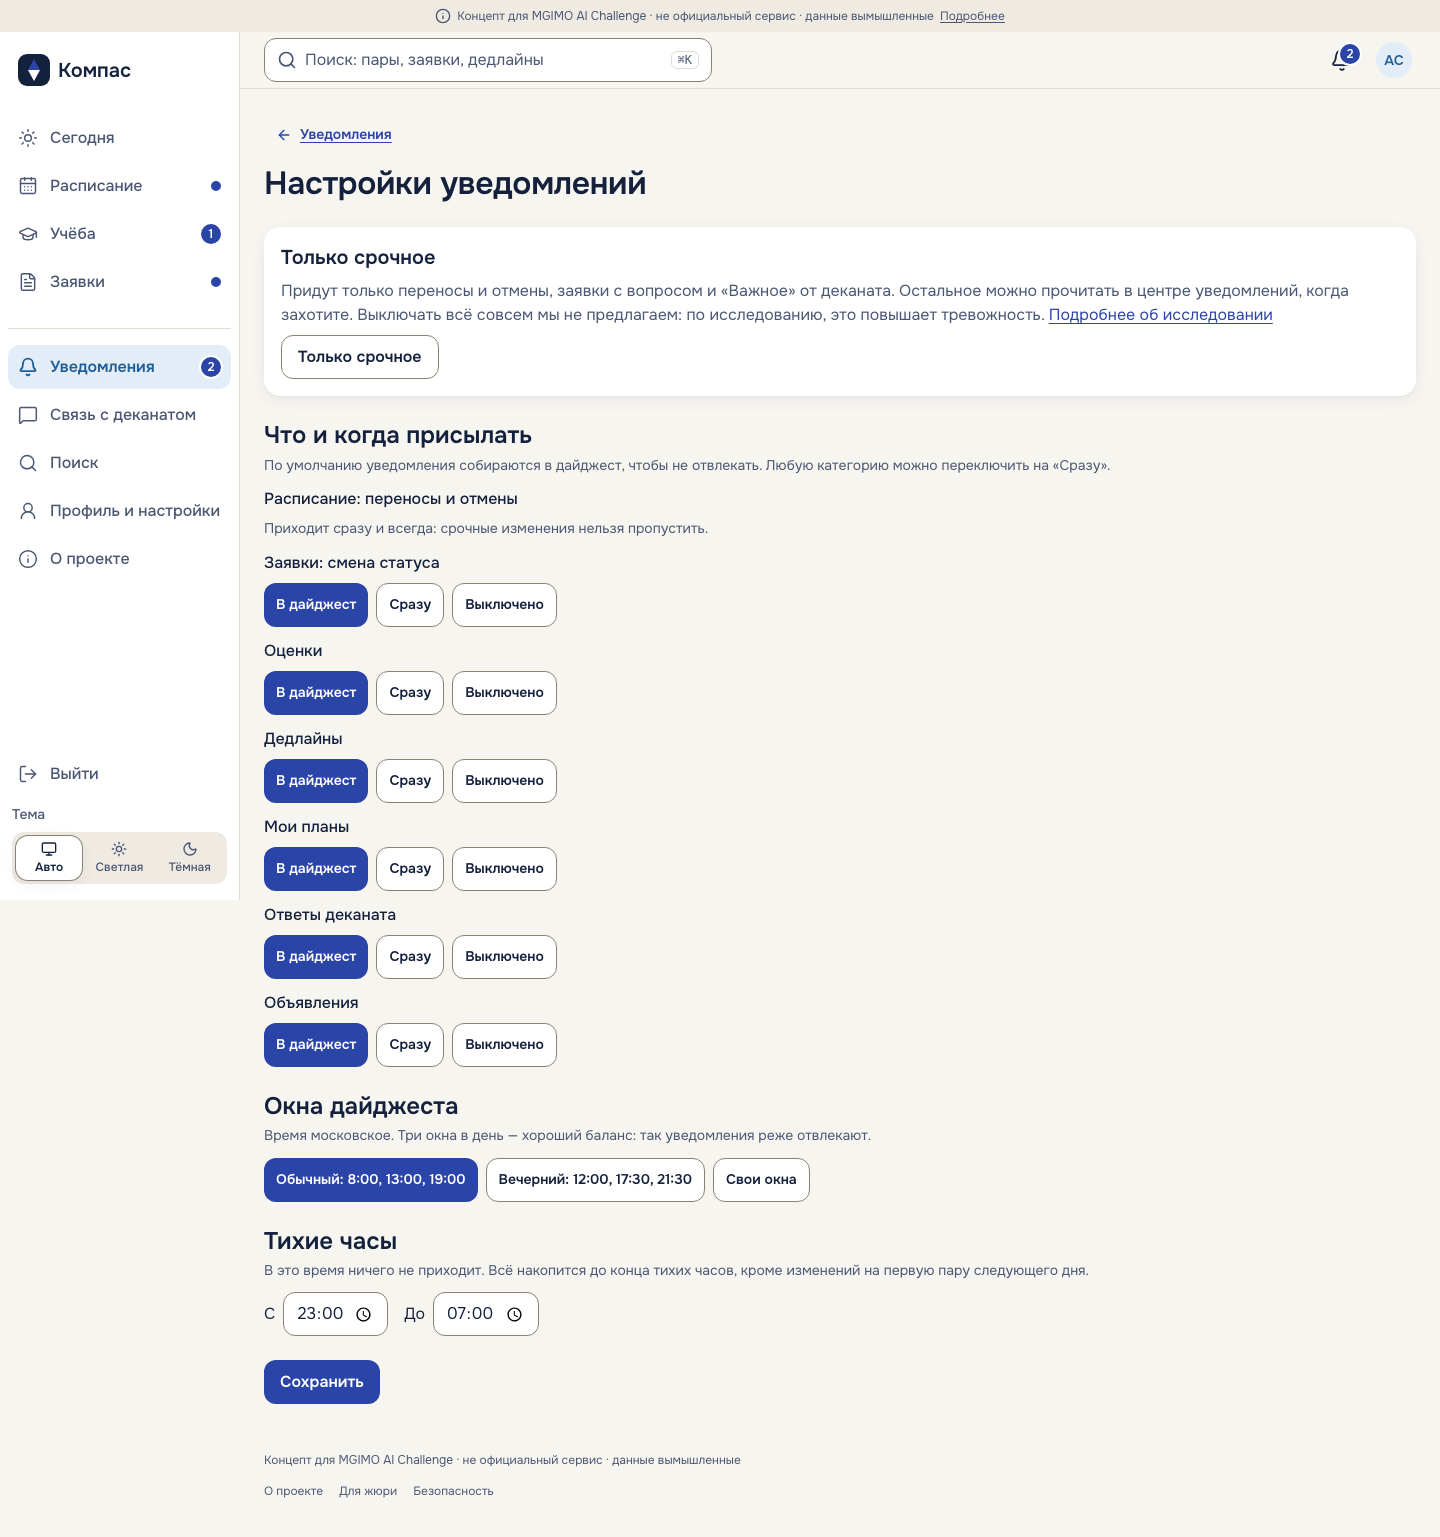 Концепт для MGIMO AI Challenge · не официальный сервис · данные вымышленные Подробнее
Компас
Поиск: пары, заявки, дедлайны
⌘K
2
АС
Сегодня
Расписание
Учёба
1
Заявки
Уведомления
2
Связь с деканатом
Поиск
Профиль и настройки
О проекте
Выйти
Тема
Авто
Светлая
Тёмная
Уведомления
Настройки уведомлений
Только срочное
Придут только переносы и отмены, заявки с вопросом и «Важное» от деканата. Остальное можно прочитать в центре уведомлений, когда
захотите. Выключать всё совсем мы не предлагаем: по исследованию, это повышает тревожность. Подробнее об исследовании
Только срочное
Что и когда присылать
По умолчанию уведомления собираются в дайджест, чтобы не отвлекать. Любую категорию можно переключить на «Сразу».
Расписание: переносы и отмены
Приходит сразу и всегда: срочные изменения нельзя пропустить.
Заявки: смена статуса
В дайджест Сразу Выключено
Оценки
В дайджест Сразу Выключено
Дедлайны
В дайджест Сразу Выключено
Мои планы
В дайджест Сразу Выключено
Ответы деканата
В дайджест Сразу Выключено
Объявления
В дайджест Сразу Выключено
Окна дайджеста
Время московское. Три окна в день — хороший баланс: так уведомления реже отвлекают.
Обычный: 8:00, 13:00, 19:00 Вечерний: 12:00, 17:30, 21:30 Свои окна
Тихие часы
В это время ничего не приходит. Всё накопится до конца тихих часов, кроме изменений на первую пару следующего дня.
С 23:00 До 07:00
Сохранить
Концепт для MGIMO AI Challenge · не официальный сервис · данные вымышленные
О проекте Для жюри Безопасность